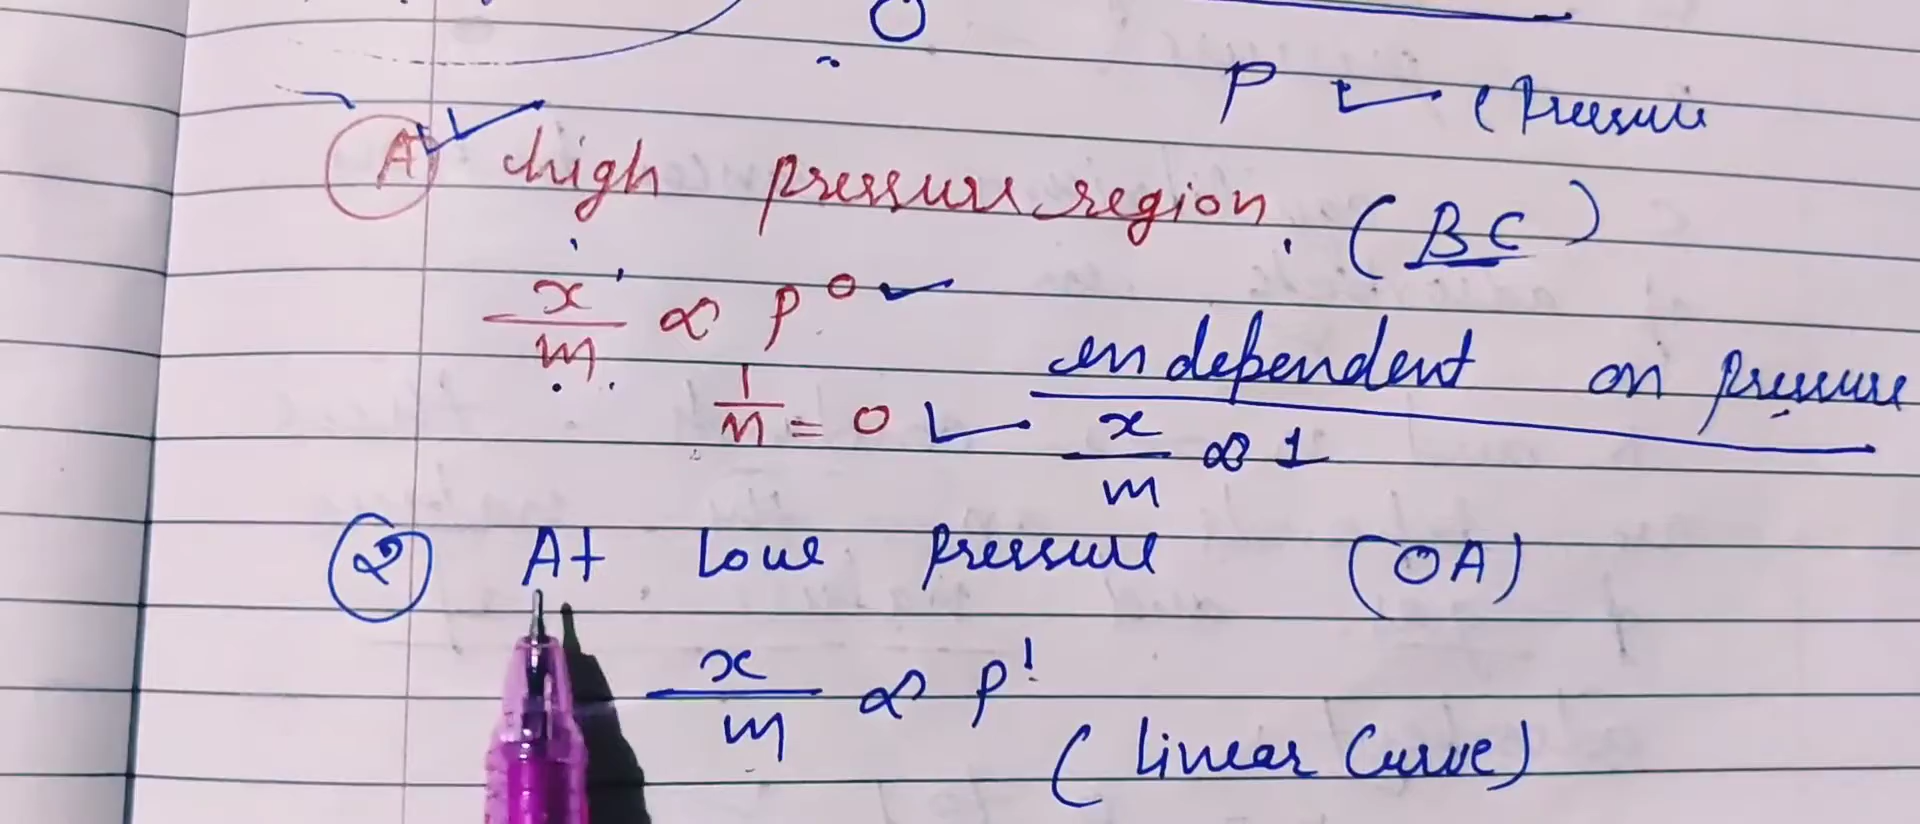 O
P (Pressure
A high pressure region. (BC)
x/m ∝ p⁰ independent on pressure
1/n = 0 x/m ∝ 1
2 At low pressure (OA)
x/m ∝ p¹
(linear Curve)